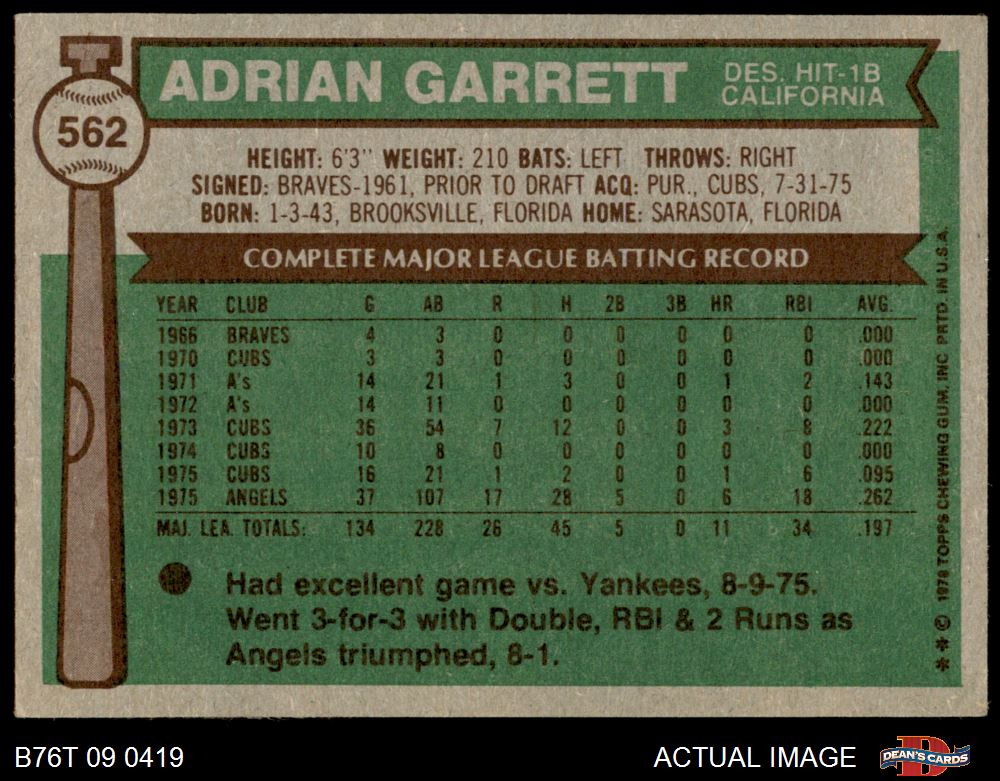 562
ADRIAN GARRETT
DES. HIT-1B
CALIFORNIA
HEIGHT: 6'3" WEIGHT: 210 BATS: LEFT THROWS: RIGHT
SIGNED: BRAVES-1961, PRIOR TO DRAFT ACQ: PUR., CUBS, 7-31-75
BORN: 1-3-43, BROOKSVILLE, FLORIDA HOME: SARASOTA, FLORIDA
COMPLETE MAJOR LEAGUE BATTING RECORD
YEAR CLUB G AB R H 2B 3B HR RBI AVG.
1966 BRAVES 4 3 0 0 0 0 0 0 .000
1970 CUBS 3 3 0 0 0 0 0 0 .000
1971 A's 14 21 1 3 0 0 1 2 .143
1972 A's 14 11 0 0 0 0 0 0 .000
1973 CUBS 36 54 7 12 0 0 3 8 .222
1974 CUBS 10 8 0 0 0 0 0 0 .000
1975 CUBS 16 21 1 2 0 0 1 6 .095
1975 ANGELS 37 107 17 28 5 0 6 18 .262
MAJ. LEA. TOTALS: 134 228 26 45 5 0 11 34 .197
Had excellent game vs. Yankees, 8-9-75.
Went 3-for-3 with Double, RBI & 2 Runs as
Angels triumphed, 8-1.
** © 1976 TOPPS CHEWING GUM, INC PRTD. IN U.S.A.
B76T 09 0419
ACTUAL IMAGE
DEAN'S CARDS